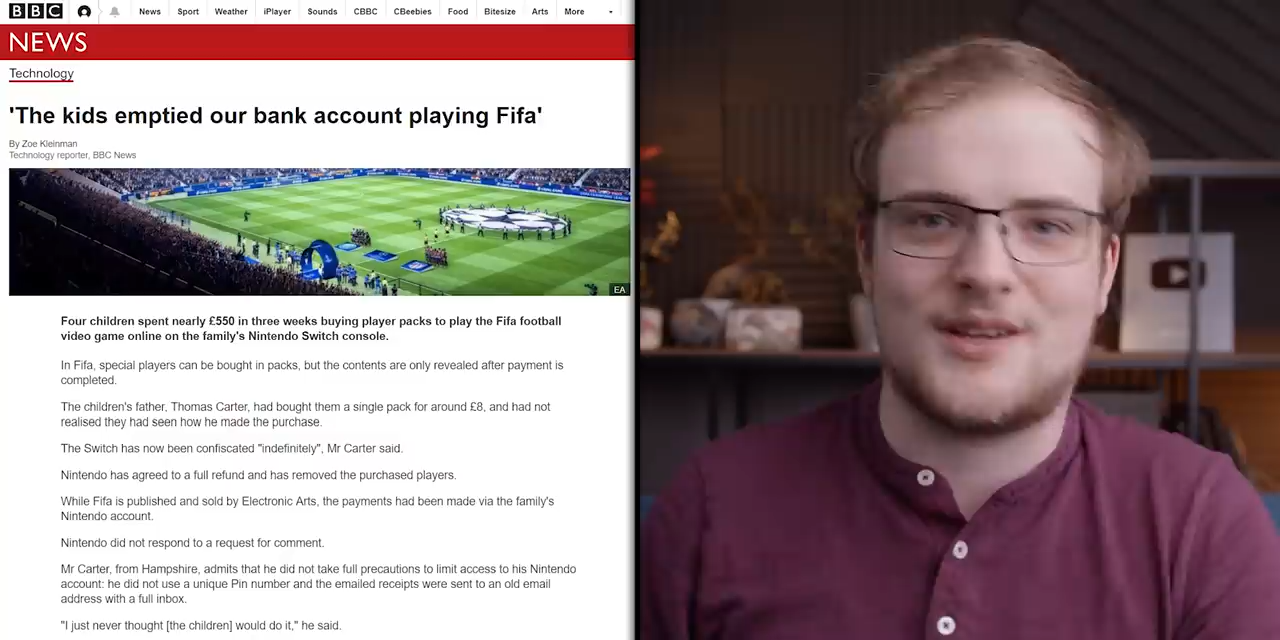 BBC
News Sport Weather iPlayer Sounds CBBC CBeebies Food Bitesize Arts More
NEWS
Technology
'The kids emptied our bank account playing Fifa'
By Zoe Kleinman
Technology reporter, BBC News
EA
Four children spent nearly £550 in three weeks buying player packs to play the Fifa football
video game online on the family's Nintendo Switch console.
In Fifa, special players can be bought in packs, but the contents are only revealed after payment is
completed.
The children's father, Thomas Carter, had bought them a single pack for around £8, and had not
realised they had seen how he made the purchase.
The Switch has now been confiscated "indefinitely", Mr Carter said.
Nintendo has agreed to a full refund and has removed the purchased players.
While Fifa is published and sold by Electronic Arts, the payments had been made via the family's
Nintendo account.
Nintendo did not respond to a request for comment.
Mr Carter, from Hampshire, admits that he did not take full precautions to limit access to his Nintendo
account: he did not use a unique Pin number and the emailed receipts were sent to an old email
address with a full inbox.
"I just never thought [the children] would do it," he said.